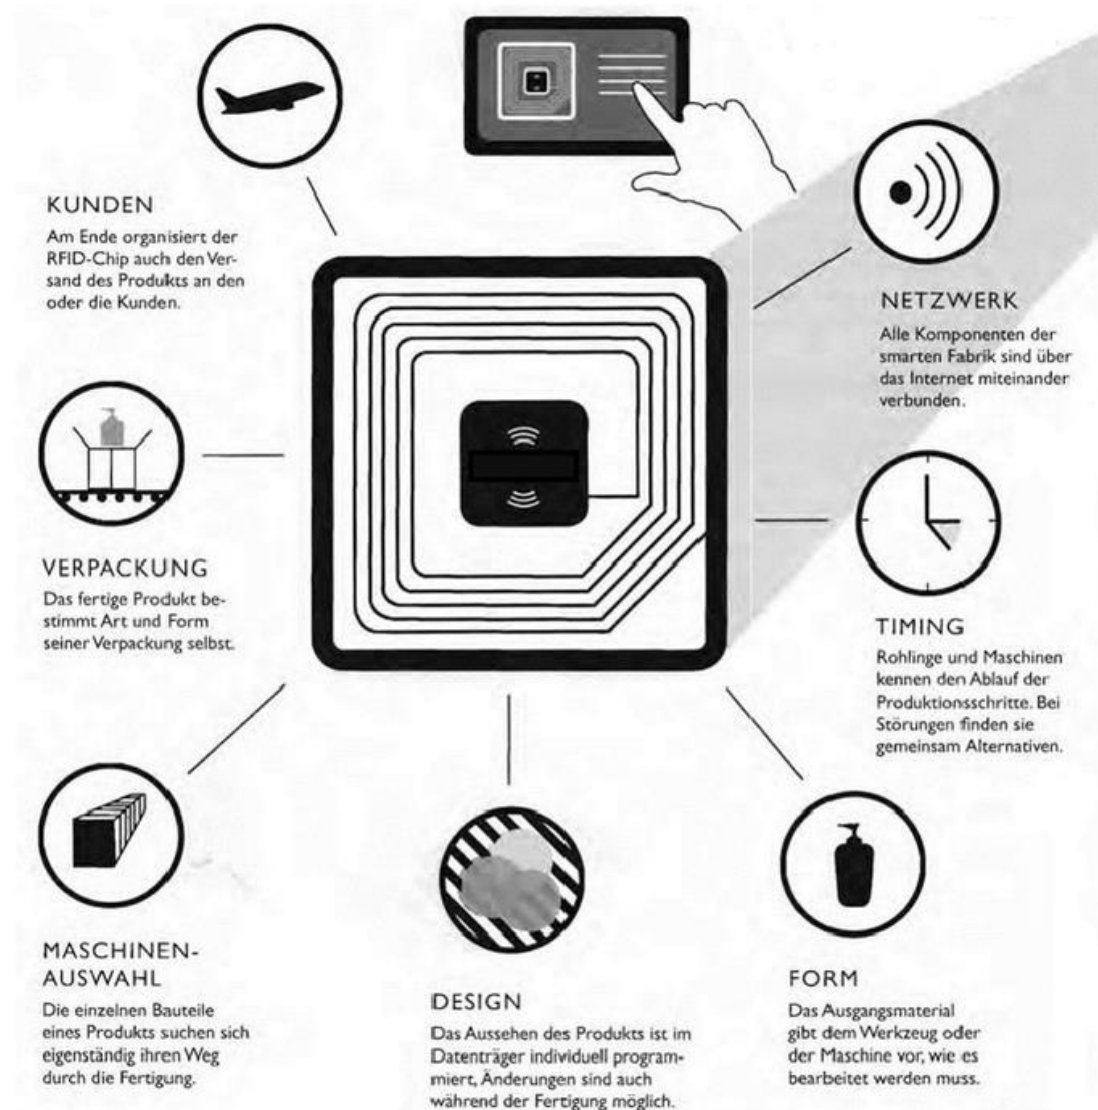 KUNDEN
Am Ende organisiert der
RFID-Chip auch den Ver-
sand des Produkts an den
oder die Kunden.
NETZWERK
Alle Komponenten der
smarten Fabrik sind über
das Internet miteinander
verbunden.
VERPACKUNG
Das fertige Produkt be-
stimmt Art und Form
seiner Verpackung selbst.
TIMING
Rohlinge und Maschinen
kennen den Ablauf der
Produktionsschritte. Bei
Störungen finden sie
gemeinsam Alternativen.
MASCHINEN-
AUSWAHL
Die einzelnen Bauteile
eines Produkts suchen sich
eigenständig ihren Weg
durch die Fertigung.
DESIGN
Das Aussehen des Produkts ist im
Datenträger individuell program-
miert, Änderungen sind auch
während der Fertigung möglich.
FORM
Das Ausgangsmaterial
gibt dem Werkzeug oder
der Maschine vor, wie es
bearbeitet werden muss.